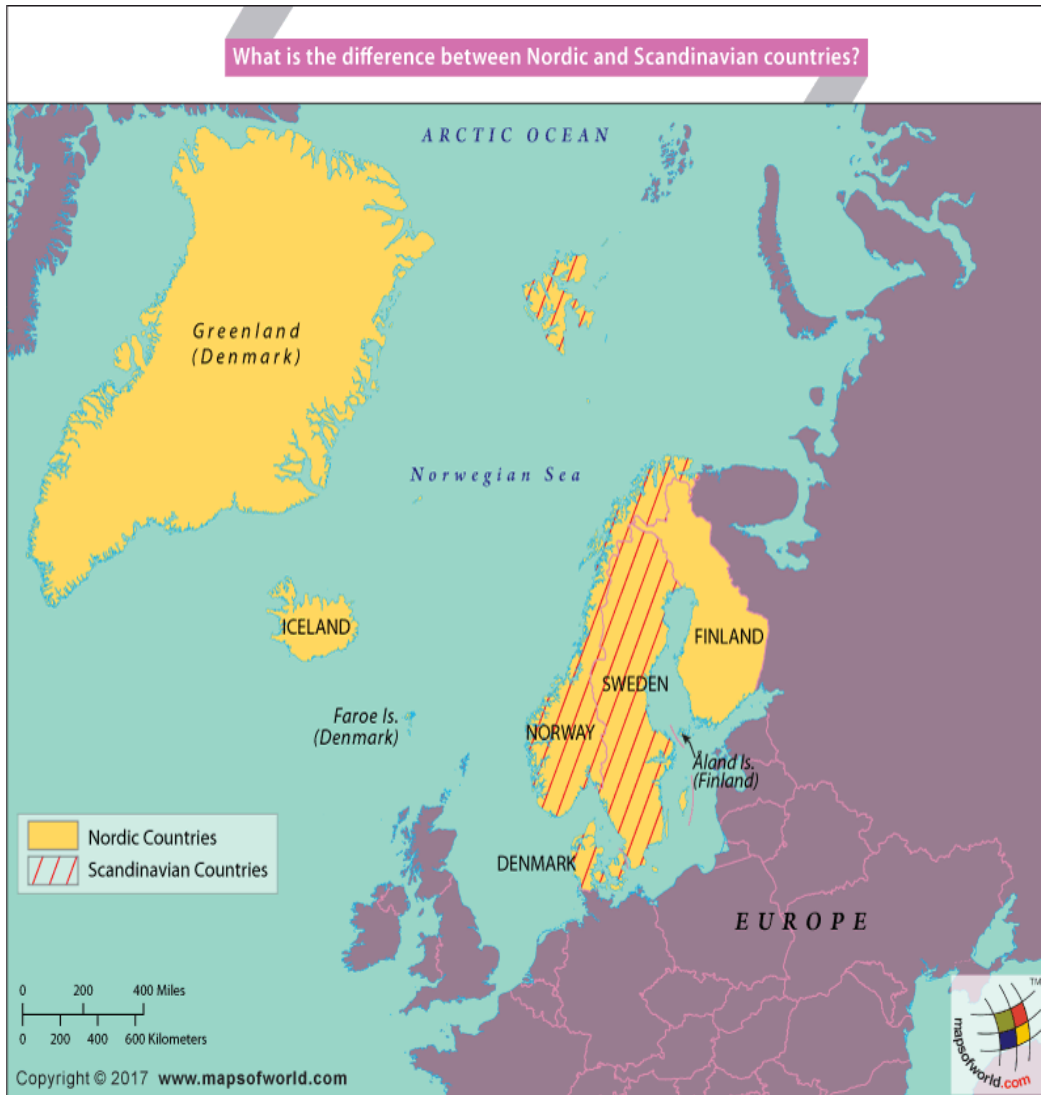 What is the difference between Nordic and Scandinavian countries?
ARCTIC OCEAN
Greenland
(Denmark)
Norwegian Sea
ICELAND
FINLAND
SWEDEN
Faroe Is.
(Denmark)
NORWAY
Åland Is.
(Finland)
Nordic Countries
Scandinavian Countries
DENMARK
EUROPE
0 200 400 Miles
0 200 400 600 Kilometers
TM
mapsofworld.com
Copyright © 2017 www.mapsofworld.com